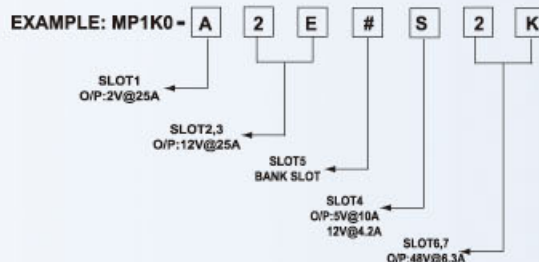 EXAMPLE: MP1K0 - A 2 E # S 2 K
SLOT1
O/P:2V@25A
SLOT2,3
O/P:12V@25A
SLOT5
BANK SLOT
SLOT4
O/P:5V@10A
12V@4.2A
SLOT6,7
O/P:48V@6.3A